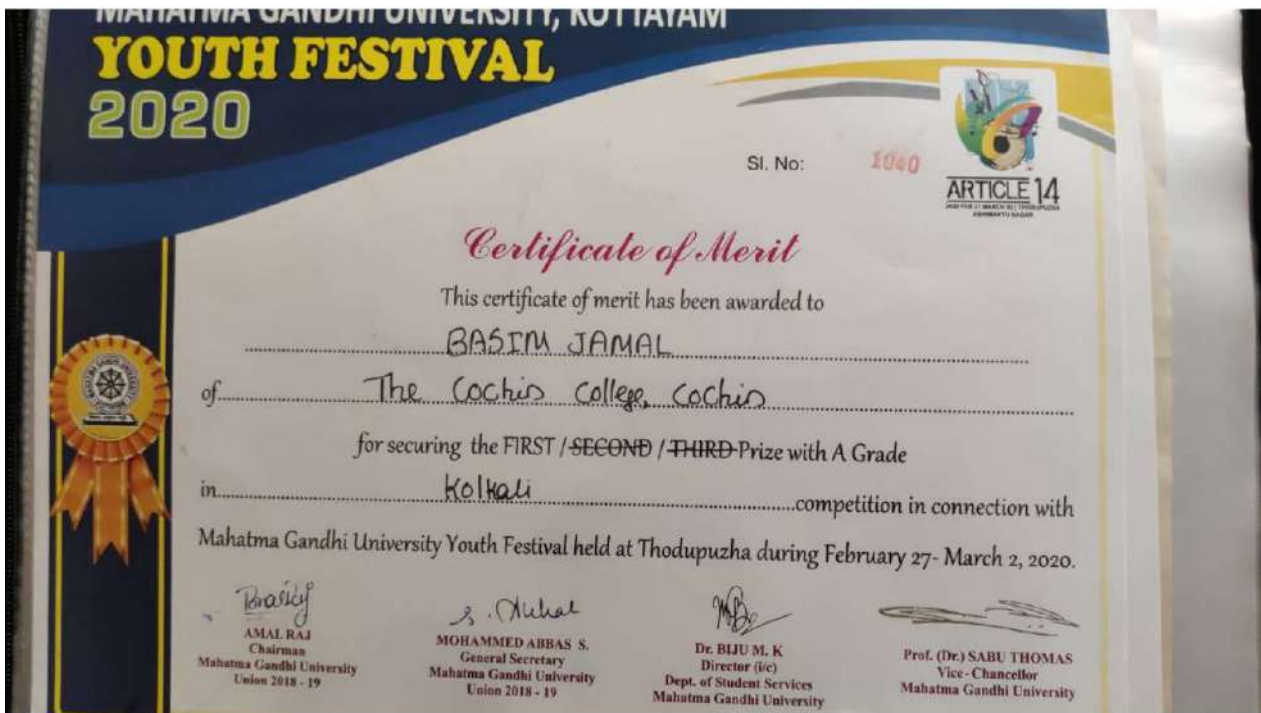 MAHATMA GANDHI UNIVERSITY, KOTTAYAM
YOUTH FESTIVAL
2020
Sl. No: 1040
ARTICLE 14
Certificate of Merit
This certificate of merit has been awarded to
BASIM JAMAL
of The Cochin College, Cochin
for securing the FIRST / SECOND / THIRD Prize with A Grade
in Kolkali competition in connection with
Mahatma Gandhi University Youth Festival held at Thodupuzha during February 27- March 2, 2020.
AMAL RAJ
Chairman
Mahatma Gandhi University
Union 2018 - 19
MOHAMMED ABBAS S.
General Secretary
Mahatma Gandhi University
Union 2018 - 19
Dr. BIJU M. K
Director (i/c)
Dept. of Student Services
Mahatma Gandhi University
Prof. (Dr.) SABU THOMAS
Vice - Chancellor
Mahatma Gandhi University